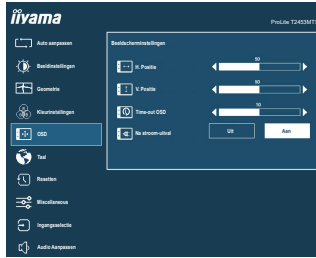 iiyama
ProLite T2453MT
Auto aanpassen
Beeldinstellingen
Geometrie
Kleurinstellingen
OSD
Taal
Resetten
Miscellaneous
Ingangsselectie
Audio Aanpassen
Beeldscherminstellingen
H. Positie
50
V. Positie
50
Time-out OSD
10
Na stroom-uitval
Uit
Aan